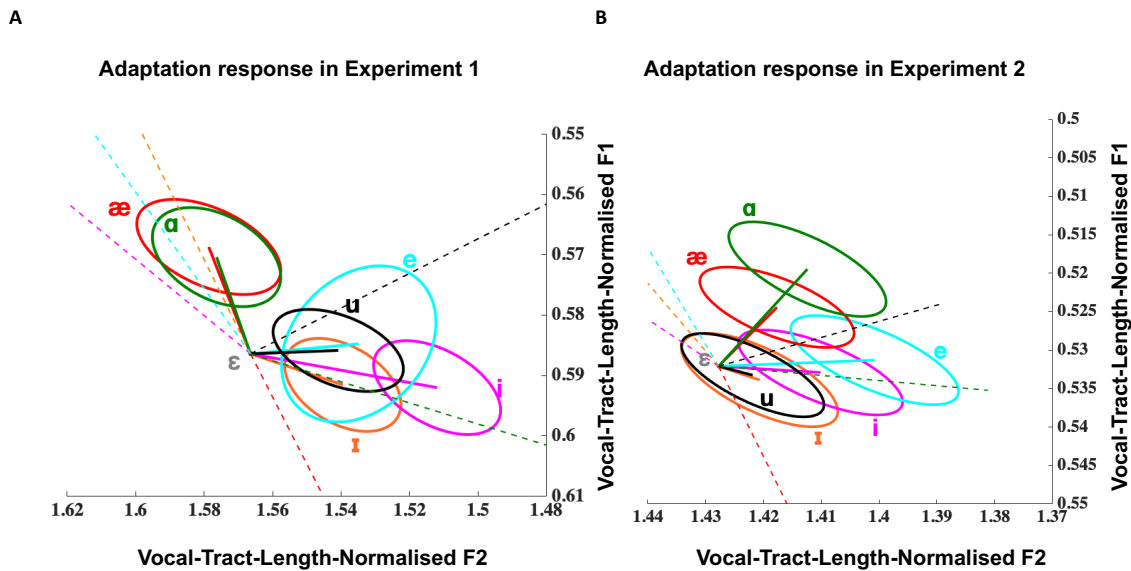 A
Adaptation response in Experiment 1
0.55
0.56
0.57
0.58
0.59
0.6
0.61
Vocal-Tract-Length-Normalised F1
æ
ɑ
e
u
ɛ
i
ɪ
1.62
1.6
1.58
1.56
1.54
1.52
1.5
1.48
Vocal-Tract-Length-Normalised F2
B
Adaptation response in Experiment 2
0.5
0.505
0.51
0.515
0.52
0.525
0.53
0.535
0.54
0.545
0.55
Vocal-Tract-Length-Normalised F1
ɑ
æ
ɛ
e
u
i
ɪ
1.44
1.43
1.42
1.41
1.4
1.39
1.38
1.37
Vocal-Tract-Length-Normalised F2